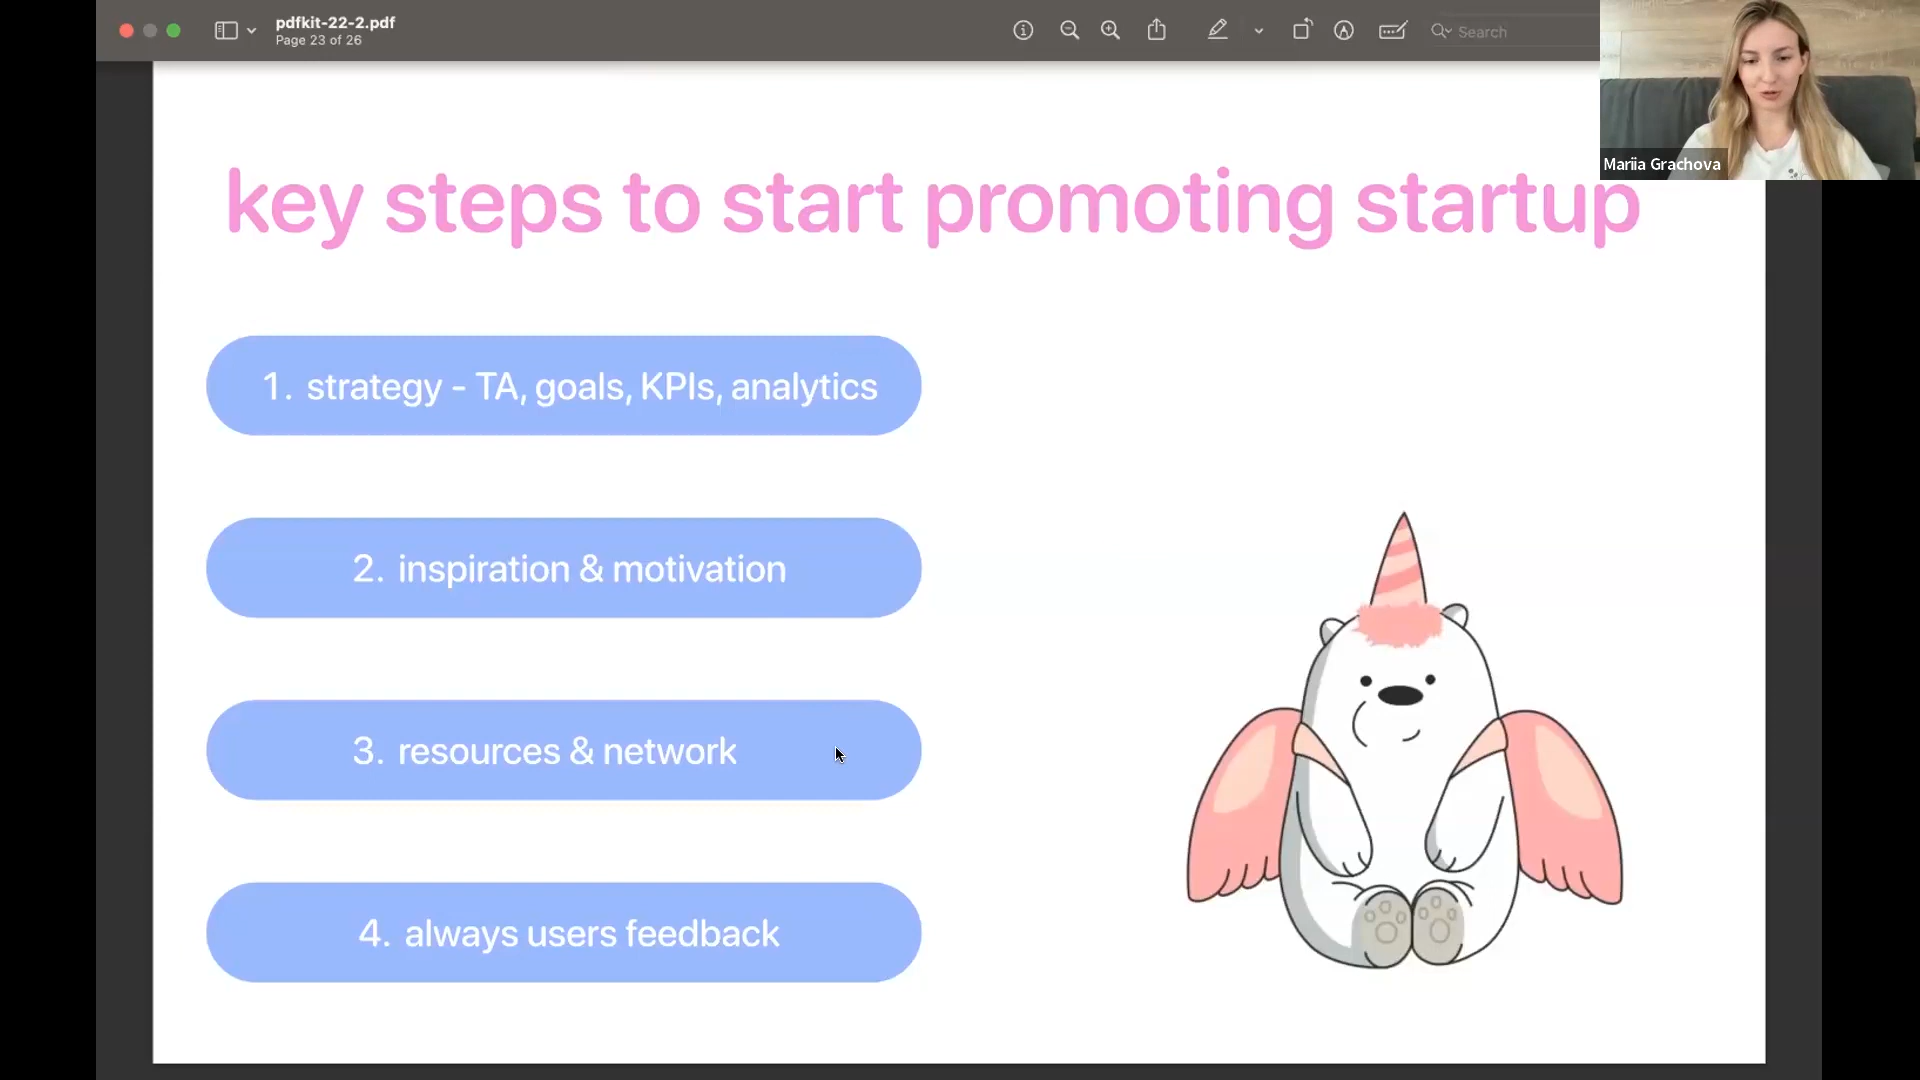 pdfkit-22-2.pdf
Page 23 of 26
Search
Mariia Grachova
key steps to start promoting startup
1. strategy - TA, goals, KPIs, analytics
2. inspiration & motivation
3. resources & network
4. always users feedback